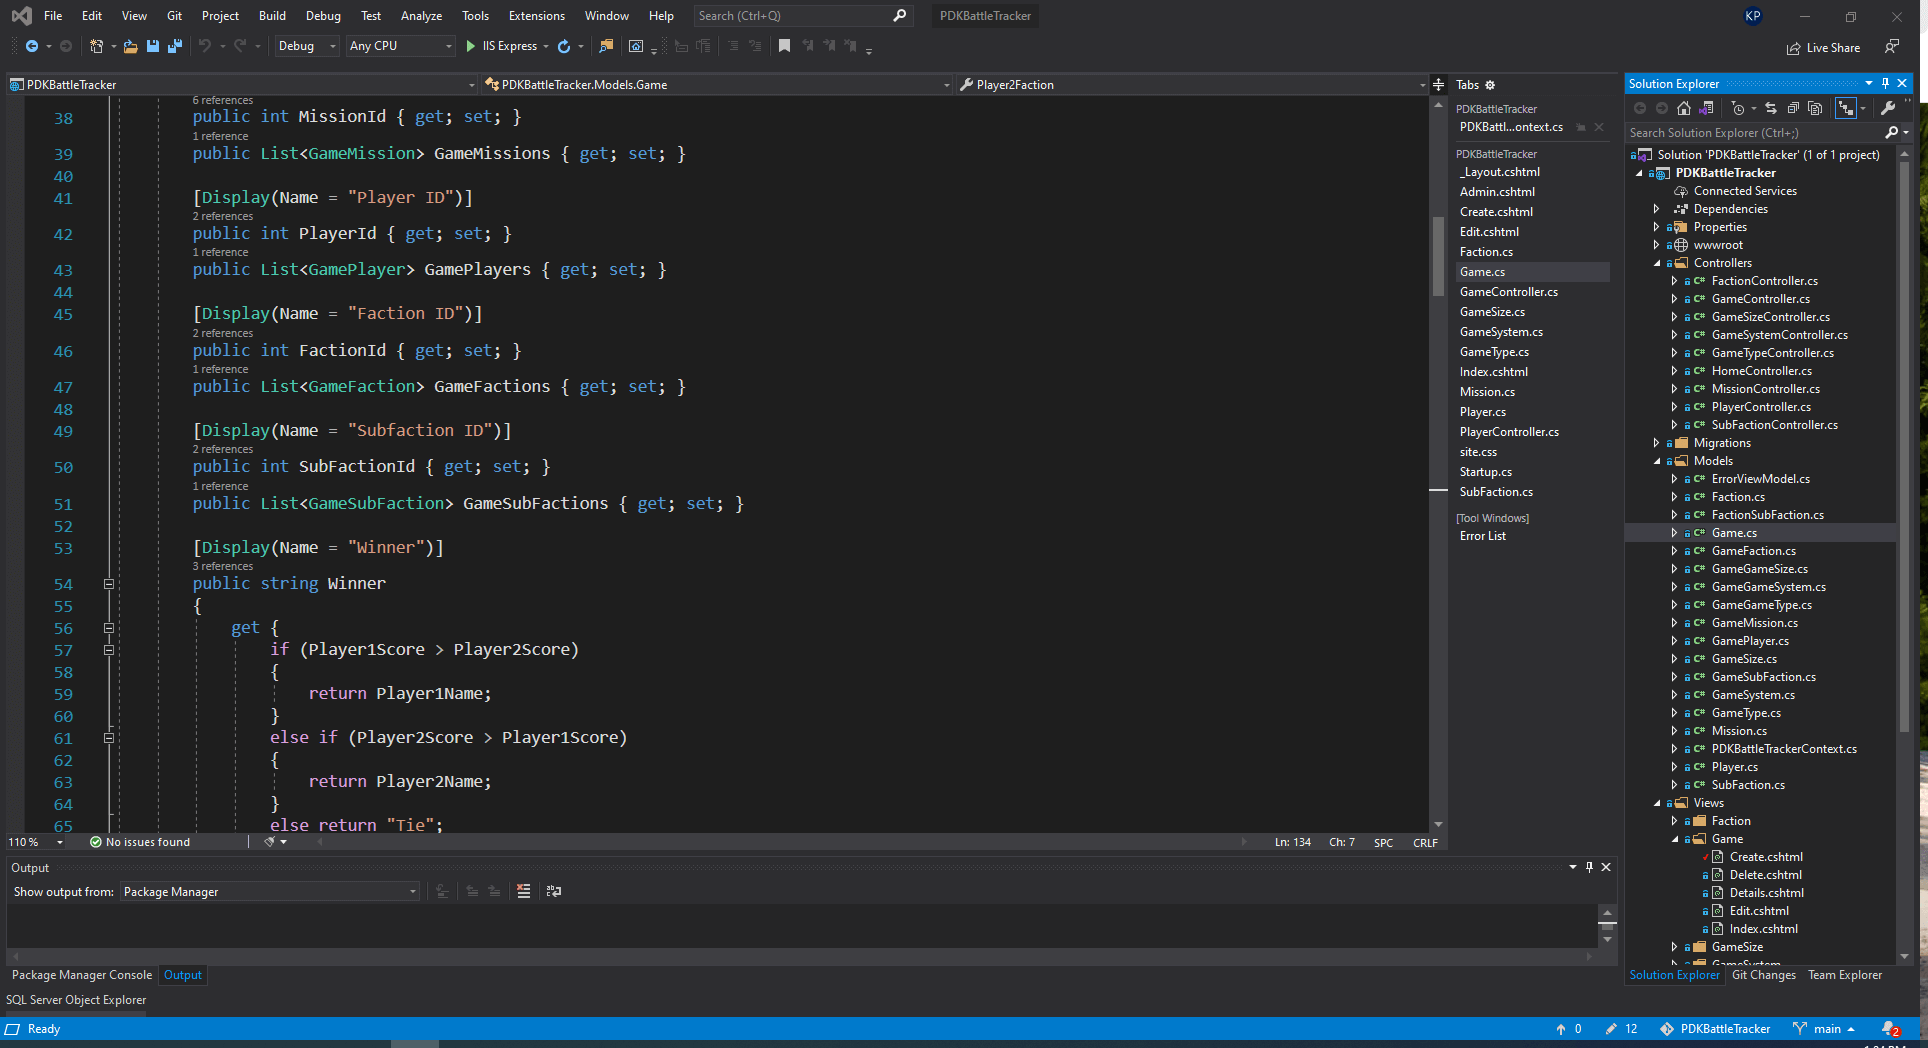 File Edit View Git Project Build Debug Test Analyze Tools Extensions Window Help Search (Ctrl+Q) PDKBattleTracker KP
Debug Any CPU IIS Express Live Share
PDKBattleTracker PDKBattleTracker.Models.Game Player2Faction
6 references
38 public int MissionId { get; set; }
1 reference
39 public List<GameMission> GameMissions { get; set; }
40
41 [Display(Name = "Player ID")]
2 references
42 public int PlayerId { get; set; }
1 reference
43 public List<GamePlayer> GamePlayers { get; set; }
44
45 [Display(Name = "Faction ID")]
2 references
46 public int FactionId { get; set; }
1 reference
47 public List<GameFaction> GameFactions { get; set; }
48
49 [Display(Name = "Subfaction ID")]
2 references
50 public int SubFactionId { get; set; }
1 reference
51 public List<GameSubFaction> GameSubFactions { get; set; }
52
53 [Display(Name = "Winner")]
3 references
54 public string Winner
55 {
56 get {
57 if (Player1Score > Player2Score)
58 {
59 return Player1Name;
60 }
61 else if (Player2Score > Player1Score)
62 {
63 return Player2Name;
64 }
65 else return "Tie";
110 % No issues found Ln: 134 Ch: 7 SPC CRLF
Tabs
PDKBattleTracker
PDKBattl...ontext.cs
PDKBattleTracker
_Layout.cshtml
Admin.cshtml
Create.cshtml
Edit.cshtml
Faction.cs
Game.cs
GameController.cs
GameSize.cs
GameSystem.cs
GameType.cs
Index.cshtml
Mission.cs
Player.cs
PlayerController.cs
site.css
Startup.cs
SubFaction.cs
[Tool Windows]
Error List
Solution Explorer
Search Solution Explorer (Ctrl+;)
Solution 'PDKBattleTracker' (1 of 1 project)
PDKBattleTracker
Connected Services
Dependencies
Properties
wwwroot
Controllers
C# FactionController.cs
C# GameController.cs
C# GameSizeController.cs
C# GameSystemController.cs
C# GameTypeController.cs
C# HomeController.cs
C# MissionController.cs
C# PlayerController.cs
C# SubFactionController.cs
Migrations
Models
C# ErrorViewModel.cs
C# Faction.cs
C# FactionSubFaction.cs
C# Game.cs
C# GameFaction.cs
C# GameGameSize.cs
C# GameGameSystem.cs
C# GameGameType.cs
C# GameMission.cs
C# GamePlayer.cs
C# GameSize.cs
C# GameSubFaction.cs
C# GameSystem.cs
C# GameType.cs
C# Mission.cs
C# PDKBattleTrackerContext.cs
C# Player.cs
C# SubFaction.cs
Views
Faction
Game
Create.cshtml
Delete.cshtml
Details.cshtml
Edit.cshtml
Index.cshtml
GameSize
GameSystem
Solution Explorer Git Changes Team Explorer
Output
Show output from: Package Manager
Package Manager Console Output
SQL Server Object Explorer
Ready 0 12 PDKBattleTracker main 2